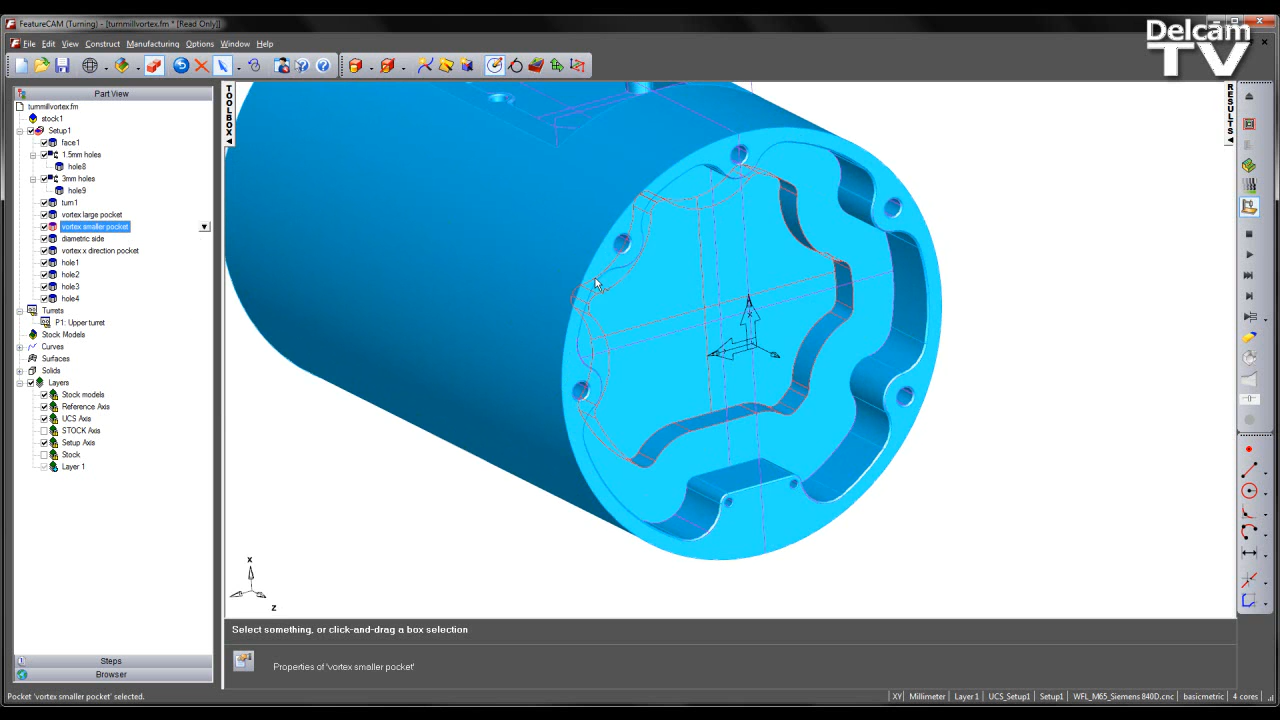 FeatureCAM (Turning) - [turnmillvortex.fm * [Read Only]]
Delcam
TV
File Edit View Construct Manufacturing Options Window Help
Part View
turnmillvortex.fm
stock1
Setup1
face1
1.5mm holes
hole8
3mm holes
hole9
turn1
vortex large pocket
vortex smaller pocket
diametric side
vortex x direction pocket
hole1
hole2
hole3
hole4
Turrets
P1: Upper turret
Stock Models
Curves
Surfaces
Solids
Layers
Stock models
Reference Axis
UCS Axis
STOCK Axis
Setup Axis
Stock
Layer 1
Steps
Browser
TOOLBOX
RESULTS
X
Z
Select something, or click-and-drag a box selection
Properties of 'vortex smaller pocket'
Pocket 'vortex smaller pocket' selected.
XY Millimeter Layer1 UCS_Setup1 Setup1 WFL_M65_Siemens 840D.cnc basicmetric 4 cores